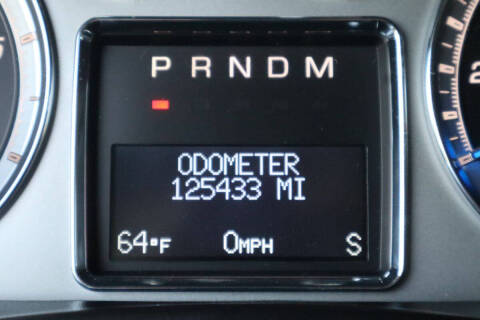 P R N D M
ODOMETER
125433 MI
64°F 0MPH S